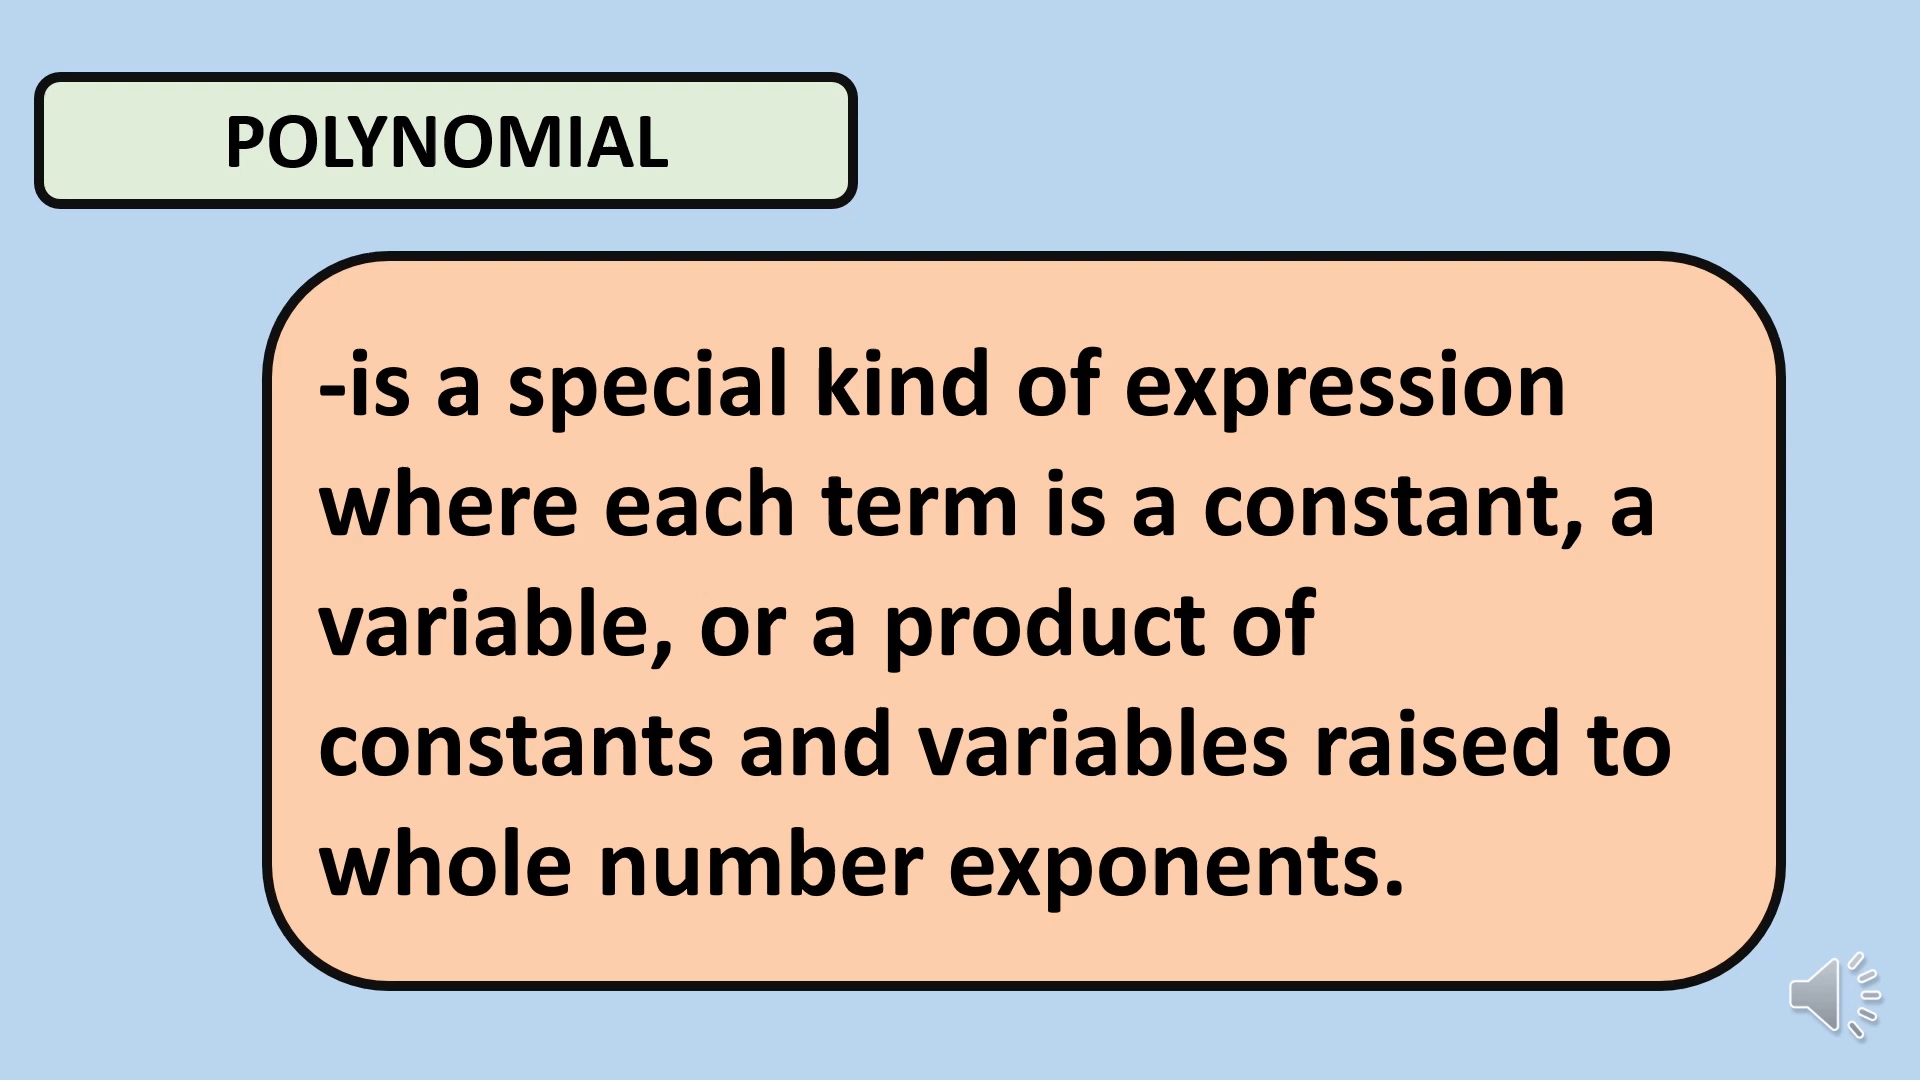 POLYNOMIAL
-is a special kind of expression
where each term is a constant, a
variable, or a product of
constants and variables raised to
whole number exponents.